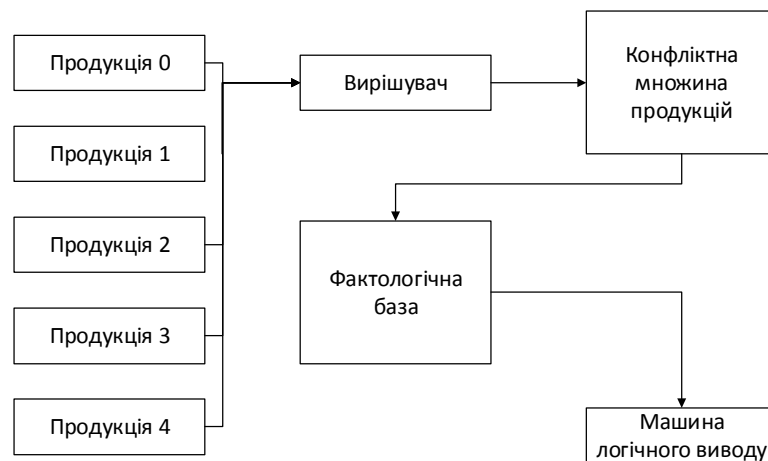 Продукція 0
Продукція 1
Продукція 2
Продукція 3
Продукція 4
Вирішувач
Конфліктна
множина
продукцій
Фактологічна
база
Машина
логічного виводу